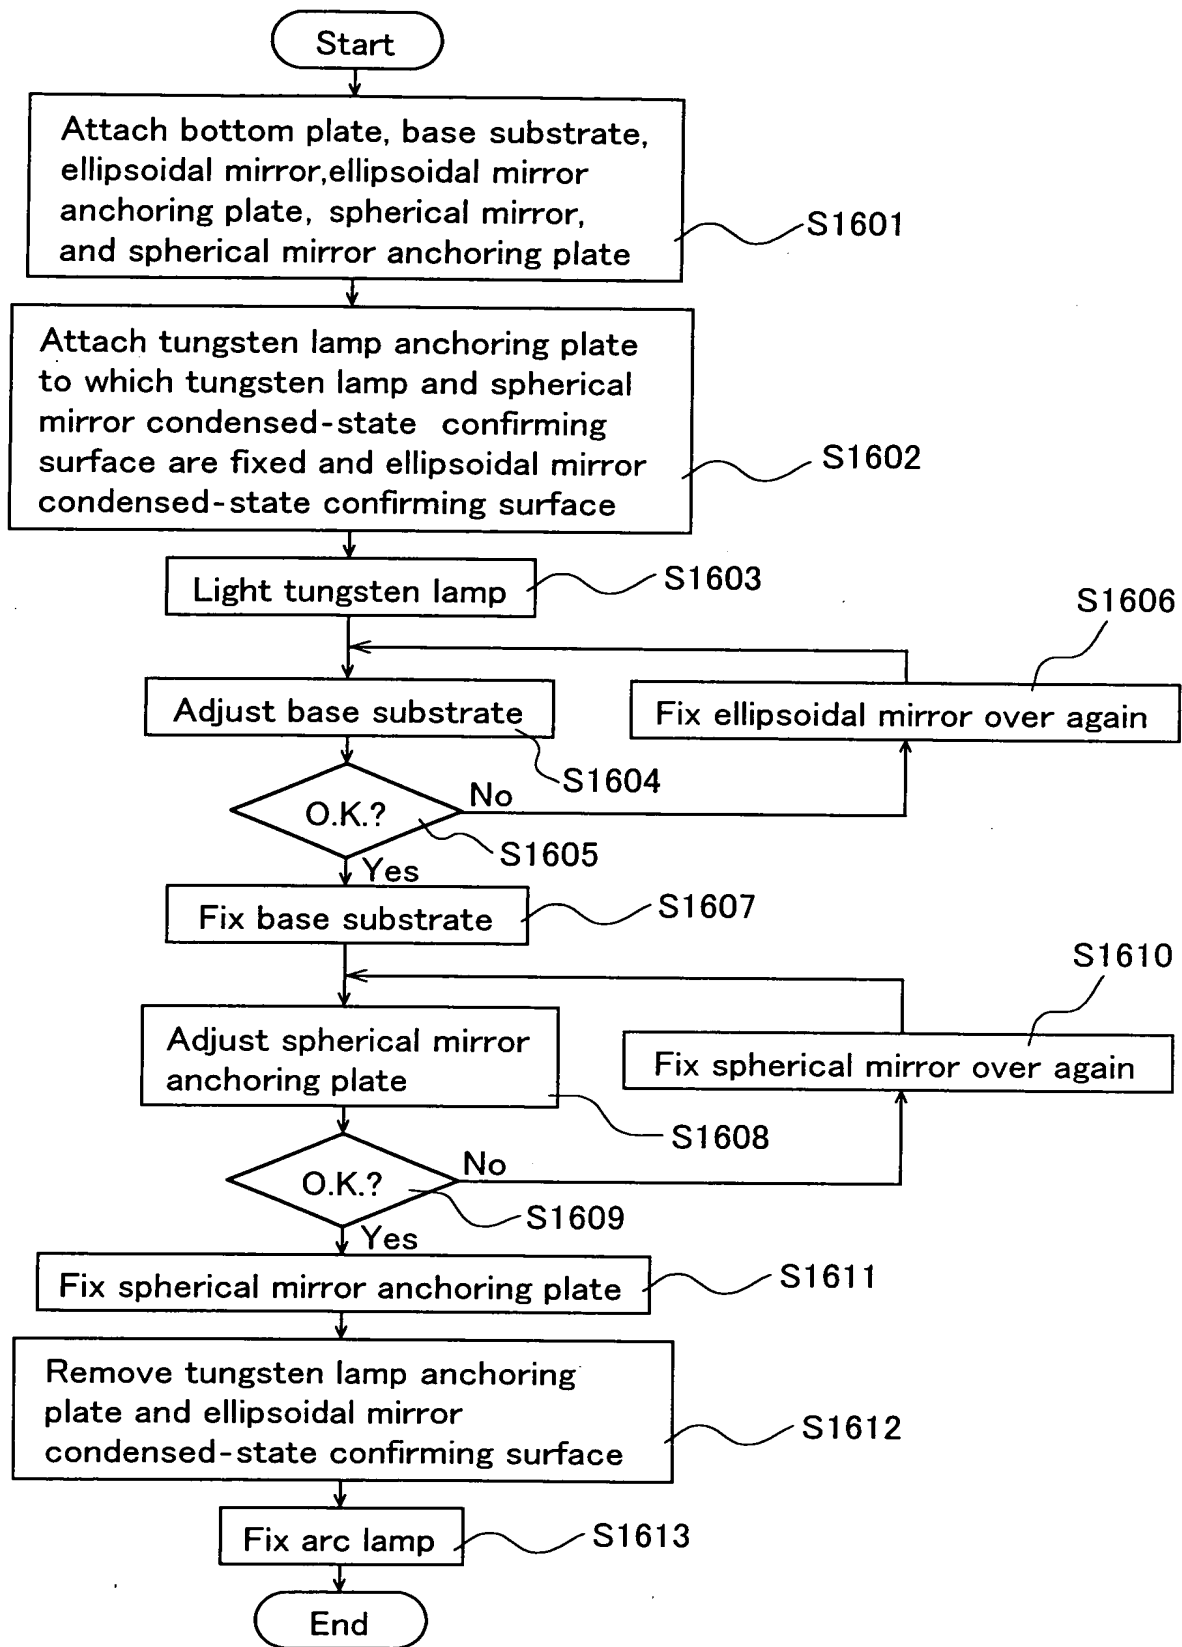 Start
Attach bottom plate, base substrate,
ellipsoidal mirror,ellipsoidal mirror
anchoring plate, spherical mirror,
and spherical mirror anchoring plate
S1601
Attach tungsten lamp anchoring plate
to which tungsten lamp and spherical
mirror condensed-state confirming
surface are fixed and ellipsoidal mirror
condensed-state confirming surface
S1602
Light tungsten lamp
S1603
S1606
Adjust base substrate
Fix ellipsoidal mirror over again
S1604
O.K.?
No
S1605
Yes
Fix base substrate
S1607
S1610
Adjust spherical mirror
anchoring plate
Fix spherical mirror over again
S1608
O.K.?
No
S1609
Yes
Fix spherical mirror anchoring plate
S1611
Remove tungsten lamp anchoring
plate and ellipsoidal mirror
condensed-state confirming surface
S1612
Fix arc lamp
S1613
End